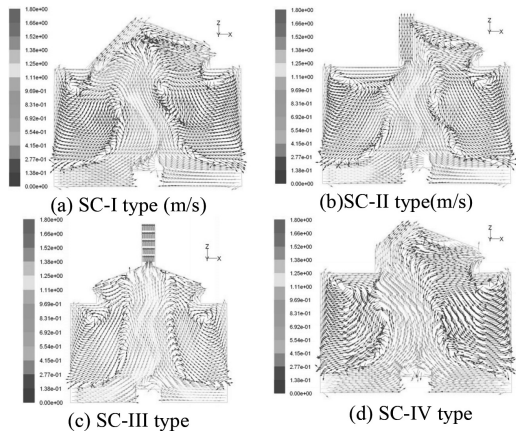 1.80e+00
1.66e+00
1.52e+00
1.38e+00
1.25e+00
1.11e+00
9.69e-01
8.31e-01
6.92e-01
5.54e-01
4.15e-01
2.77e-01
1.38e-01
0.00e+00
Z
X
(a) SC-I type (m/s)
1.80e+00
1.66e+00
1.52e+00
1.38e+00
1.25e+00
1.11e+00
9.69e-01
8.31e-01
6.92e-01
5.54e-01
4.15e-01
2.77e-01
1.38e-01
0.00e+00
Z
X
(b)SC-II type(m/s)
1.80e+00
1.66e+00
1.52e+00
1.38e+00
1.25e+00
1.11e+00
9.69e-01
8.31e-01
6.92e-01
5.54e-01
4.15e-01
2.77e-01
1.38e-01
0.00e+00
Z
X
(c) SC-III type
1.80e+00
1.66e+00
1.52e+00
1.38e+00
1.25e+00
1.11e+00
9.69e-01
8.31e-01
6.92e-01
5.54e-01
4.15e-01
2.77e-01
1.38e-01
0.00e+00
Z
X
(d) SC-IV type